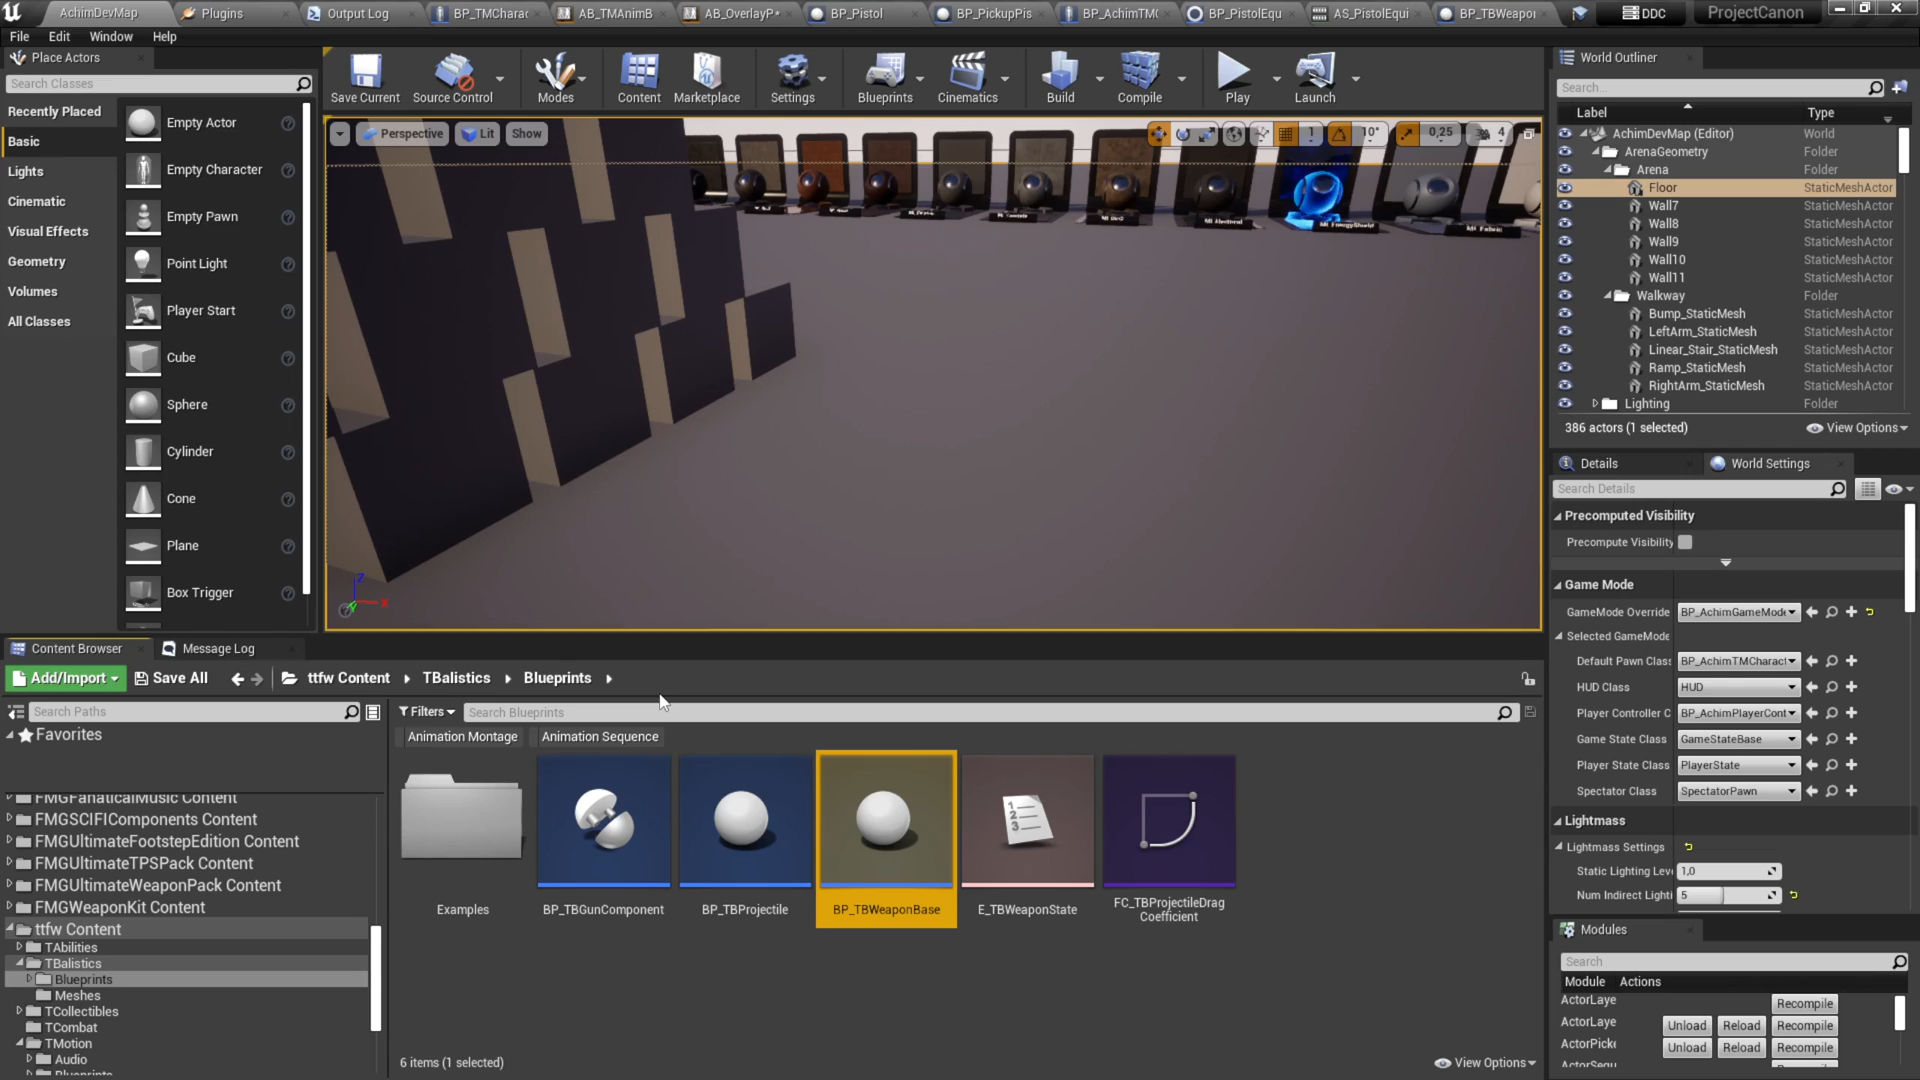 AchimDevMap
Plugins
Output Log
BP_TMCharac
AB_TMAnimB
AB_OverlayP*
BP_Pistol
BP_PickupPis
BP_AchimTMC
BP_PistolEqu
AS_PistolEqui
BP_TBWeapon
DDC
ProjectCanon
File Edit Window Help
Place Actors
Search Classes
Recently Placed
Basic
Lights
Cinematic
Visual Effects
Geometry
Volumes
All Classes
Empty Actor
Empty Character
Empty Pawn
Point Light
Player Start
Cube
Sphere
Cylinder
Cone
Plane
Box Trigger
Save Current
Source Control
Modes
Content
Marketplace
Settings
Blueprints
Cinematics
Build
Compile
Play
Launch
Perspective
Lit
Show
1
10°
0,25
4
Z
X
World Outliner
Search...
Label Type
AchimDevMap (Editor) World
ArenaGeometry Folder
Arena Folder
Floor StaticMeshActor
Wall7 StaticMeshActor
Wall8 StaticMeshActor
Wall9 StaticMeshActor
Wall10 StaticMeshActor
Wall11 StaticMeshActor
Walkway Folder
Bump_StaticMesh StaticMeshActor
LeftArm_StaticMesh StaticMeshActor
Linear_Stair_StaticMesh StaticMeshActor
Ramp_StaticMesh StaticMeshActor
RightArm_StaticMesh StaticMeshActor
Lighting Folder
386 actors (1 selected)
View Options
Details
World Settings
Search Details
Precomputed Visibility
Precompute Visibility
Game Mode
GameMode Override BP_AchimGameMode
Selected GameMode
Default Pawn Class BP_AchimTMCharact
HUD Class HUD
Player Controller C BP_AchimPlayerCont
Game State Class GameStateBase
Player State Class PlayerState
Spectator Class SpectatorPawn
Lightmass
Lightmass Settings
Static Lighting Leve 1,0
Num Indirect Lighti 5
Modules
Search
Module Actions
ActorLaye Recompile
ActorLaye Unload Reload Recompile
ActorPicke Unload Reload Recompile
ActorSequ
Content Browser
Message Log
Add/Import
Save All
ttfw Content
TBalistics
Blueprints
Search Paths
Filters
Search Blueprints
Favorites
Animation Montage
Animation Sequence
FMGFanaticalMusic Content
FMGSCIFIComponents Content
FMGUltimateFootstepEdition Content
FMGUltimateTPSPack Content
FMGUltimateWeaponPack Content
FMGWeaponKit Content
ttfw Content
TAbilities
TBalistics
Blueprints
Meshes
TCollectibles
TCombat
TMotion
Audio
Blueprints
Examples
BP_TBGunComponent
BP_TBProjectile
BP_TBWeaponBase
E_TBWeaponState
FC_TBProjectileDrag
Coefficient
6 items (1 selected)
View Options